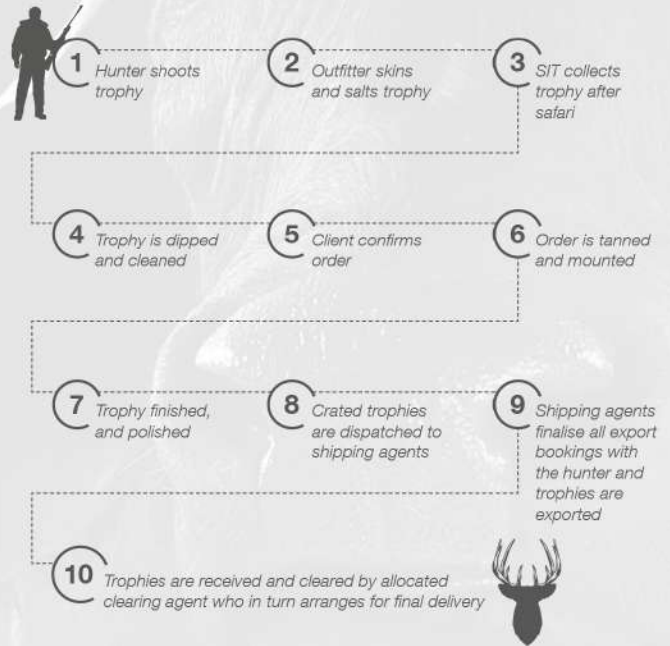 1 Hunter shoots
trophy
2 Outfitter skins
and salts trophy
3 SIT collects
trophy after
safari
4 Trophy is dipped
and cleaned
5 Client confirms
order
6 Order is tanned
and mounted
7 Trophy finished,
and polished
8 Crated trophies
are dispatched to
shipping agents
9 Shipping agents
finalise all export
bookings with
the hunter and
trophies are
exported
10 Trophies are received and cleared by allocated
clearing agent who in turn arranges for final delivery